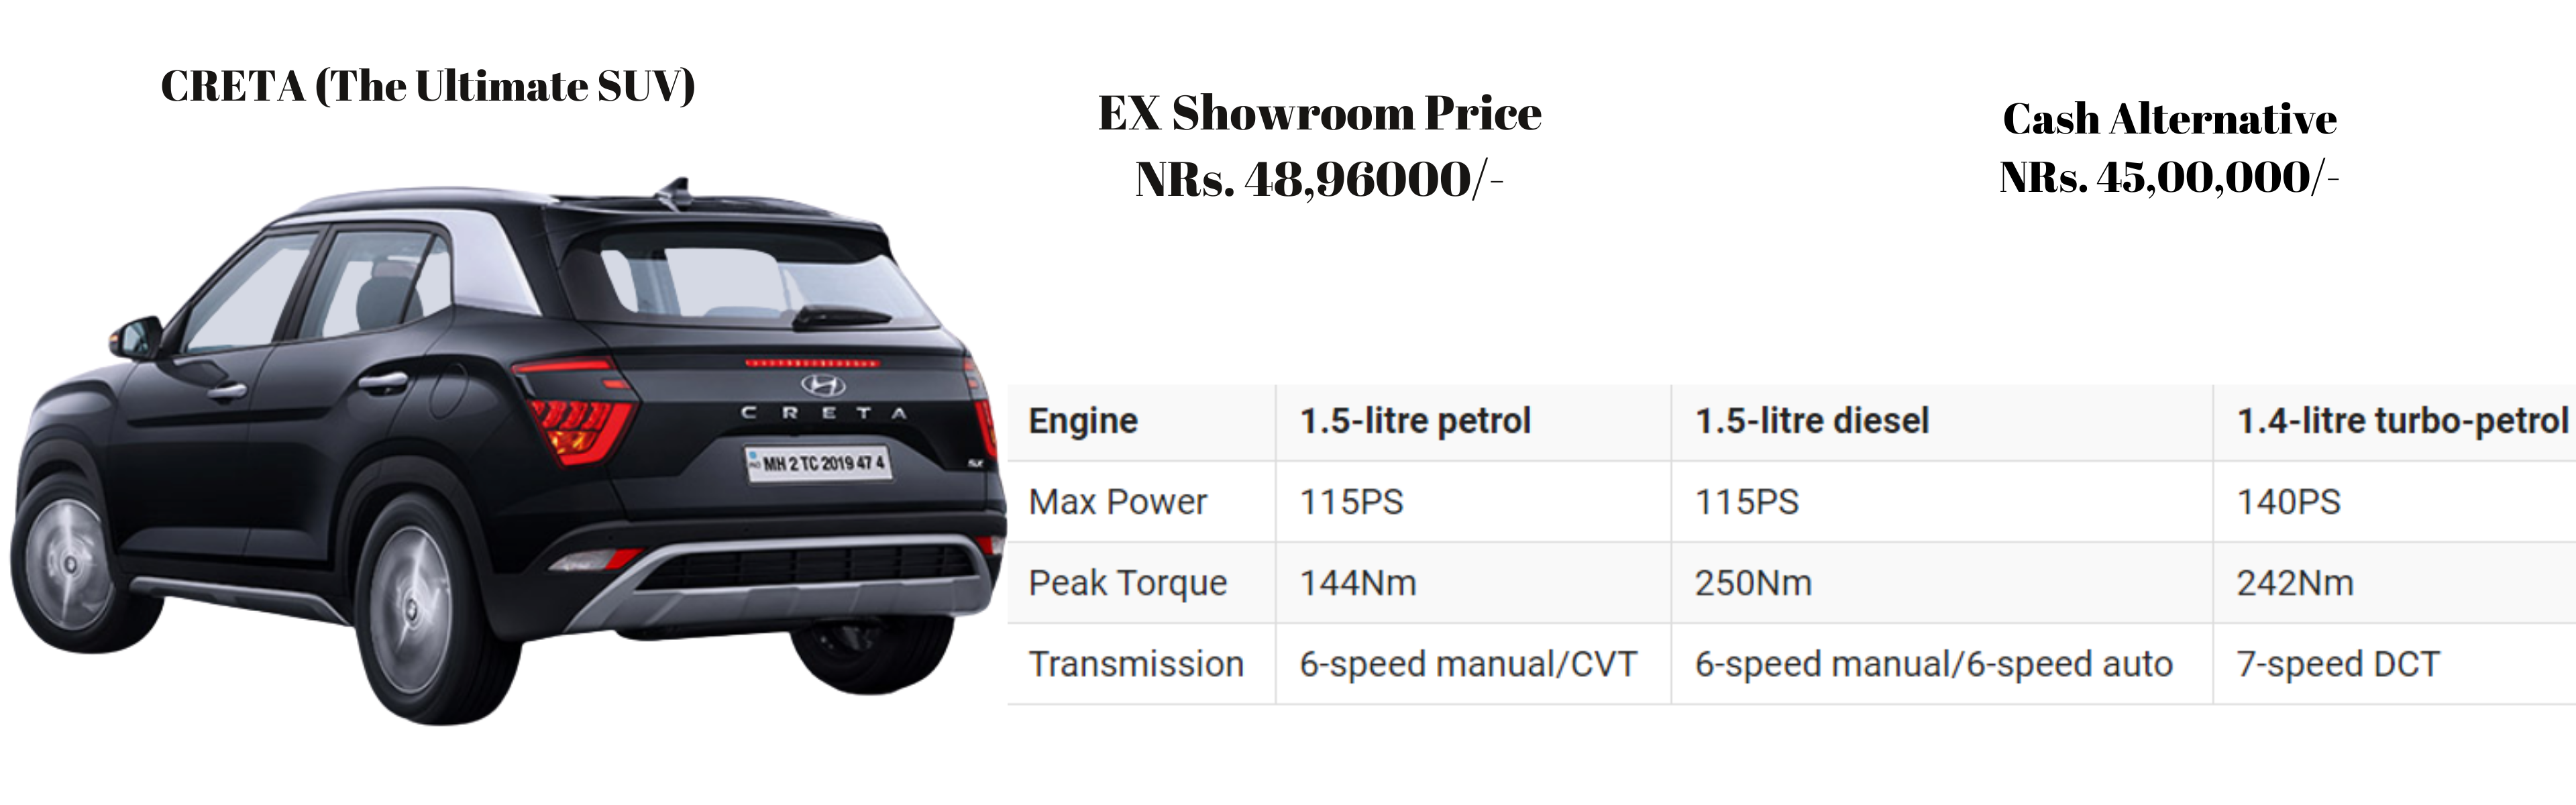 CRETA (The Ultimate SUV)
EX Showroom Price
NRs. 48,96000/-
Cash Alternative
NRs. 45,00,000/-
CRETA
MH 2 TC 2019 47 4
SX
Engine 1.5-litre petrol 1.5-litre diesel 1.4-litre turbo-petrol
Max Power 115PS 115PS 140PS
Peak Torque 144Nm 250Nm 242Nm
Transmission 6-speed manual/CVT 6-speed manual/6-speed auto 7-speed DCT